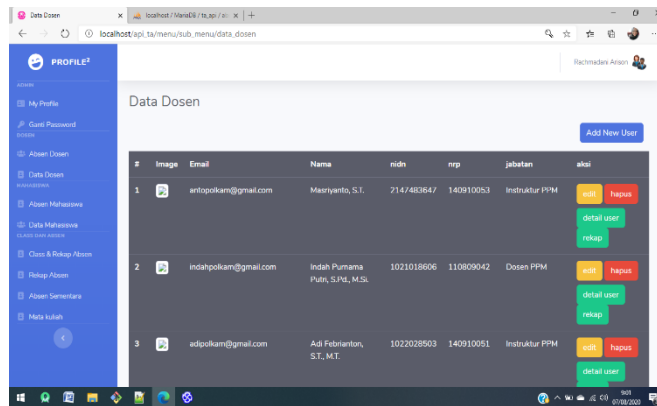 Data Dosen
localhost / MariaDB / ta_api / a
localhost/api_ta/menu/sub_menu/data_dosen
PROFILE²
Rachmadani Anson
ADMIN
My Profile
Ganti Password
DOSEN
Absen Dosen
Data Dosen
MAHASISWA
Absen Mahasiswa
Data Mahasiswa
CLASS DAN ABSEN
Class & Rekap Absen
Rekap Absen
Absen Sementara
Mata kuliah
Data Dosen
Add New User
# Image Email Nama nidn nrp jabatan aksi
1 antopolkam@gmail.com Masriyanto, S.T. 2147483647 140910053 Instruktur PPM edit hapus
detail user
rekap
2 indahpolkam@gmail.com Indah Purnama 1021018606 110809042 Dosen PPM edit hapus
Putri, S.Pd., M.Si.
detail user
rekap
3 adipolkam@gmail.com Adi Febrianton, 1022028503 140910051 Instruktur PPM edit hapus
S.T., M.T.
detail user
9:01
07/08/2020